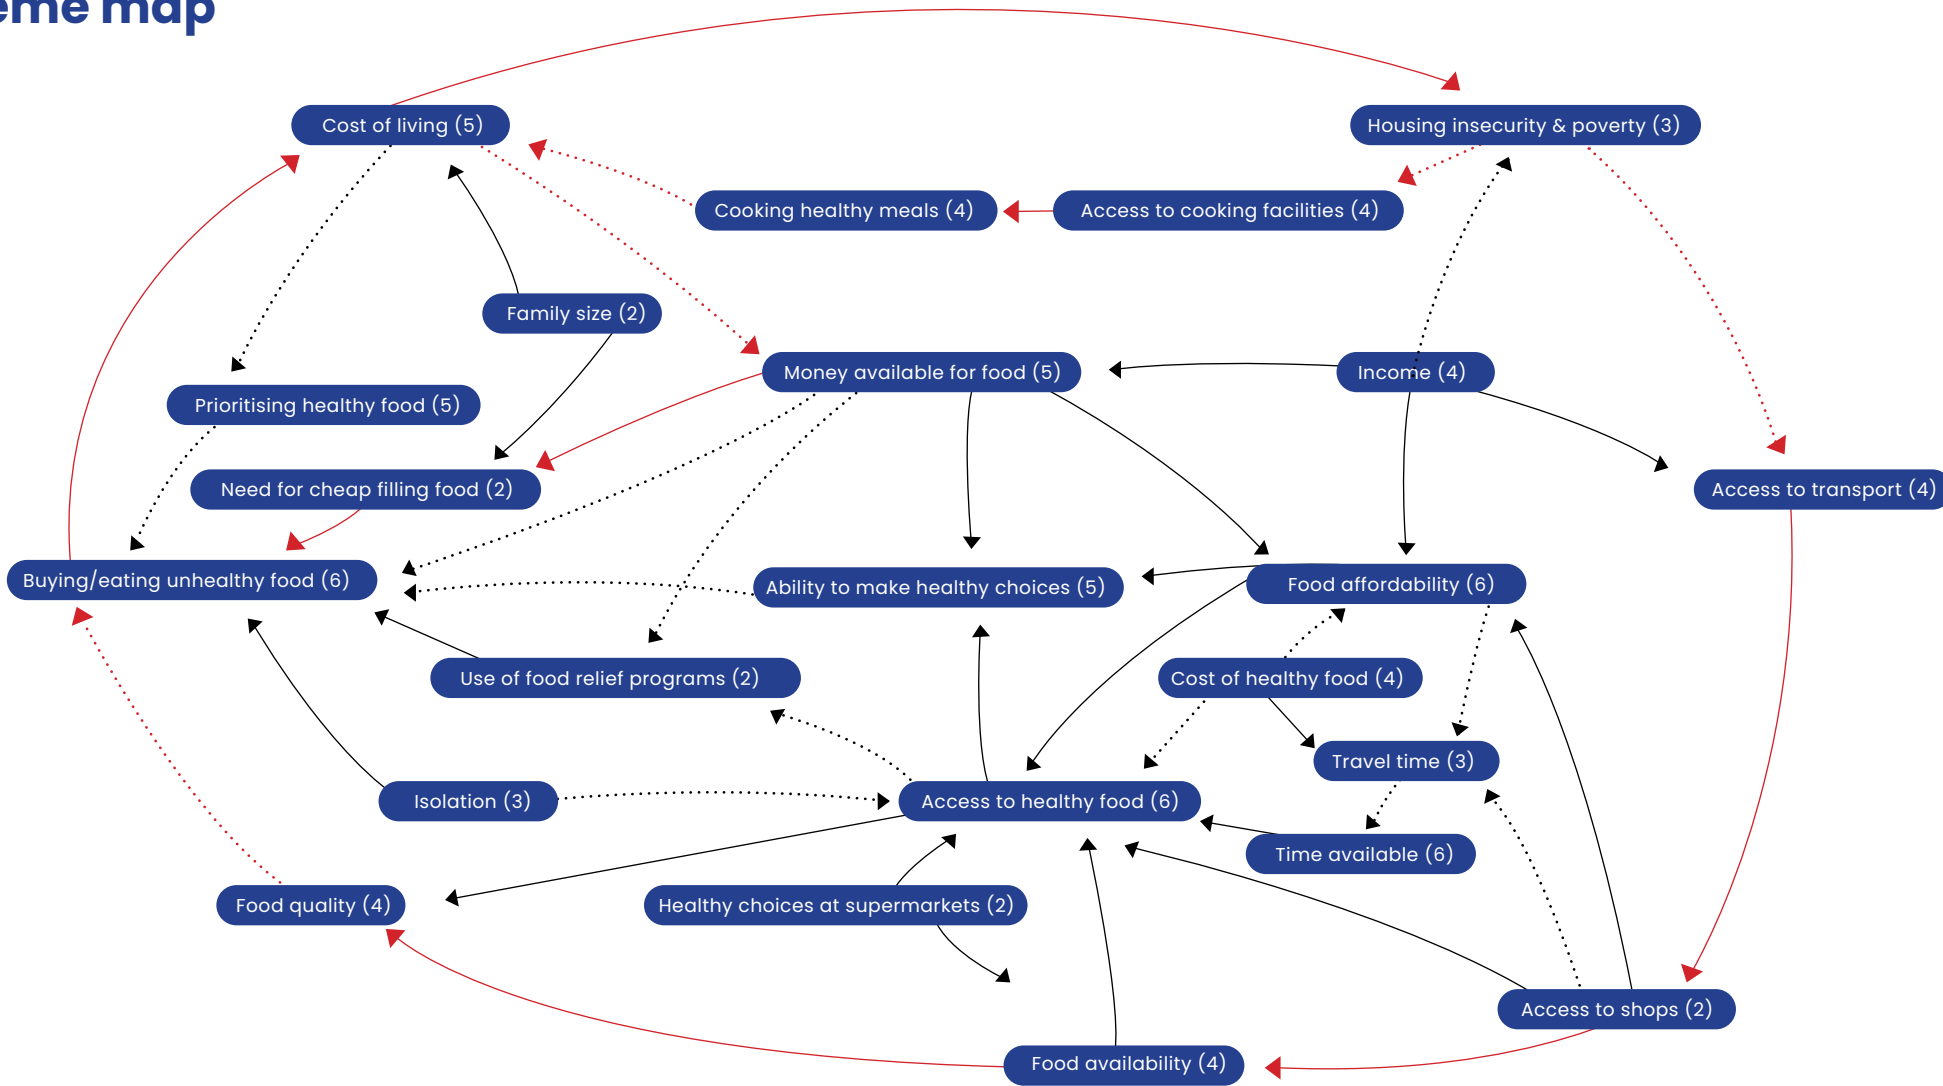 eme map
Cost of living (5)
Housing insecurity & poverty (3)
Cooking healthy meals (4)
Access to cooking facilities (4)
Family size (2)
Money available for food (5)
Income (4)
Prioritising healthy food (5)
Need for cheap filling food (2)
Access to transport (4)
Buying/eating unhealthy food (6)
Ability to make healthy choices (5)
Food affordability (6)
Use of food relief programs (2)
Cost of healthy food (4)
Travel time (3)
Isolation (3)
Access to healthy food (6)
Time available (6)
Food quality (4)
Healthy choices at supermarkets (2)
Access to shops (2)
Food availability (4)